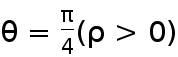 θ = π/4 (ρ > 0)